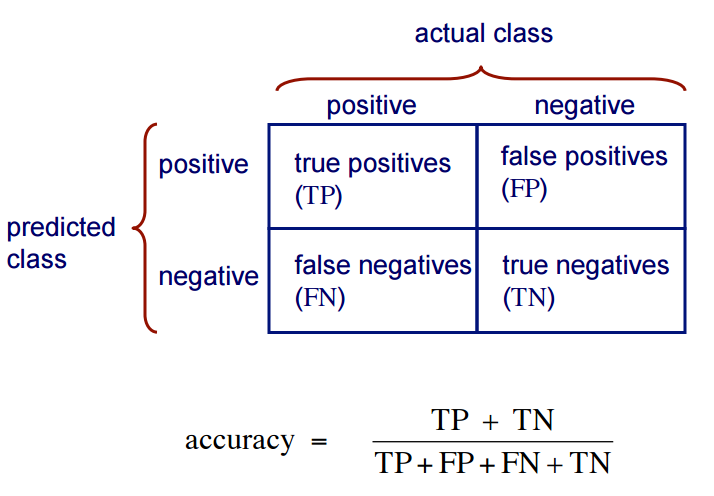 actual class
positive negative
positive true positives false positives
(TP) (FP)
predicted
class
negative false negatives true negatives
(FN) (TN)
accuracy = TP + TN
TP + FP + FN + TN